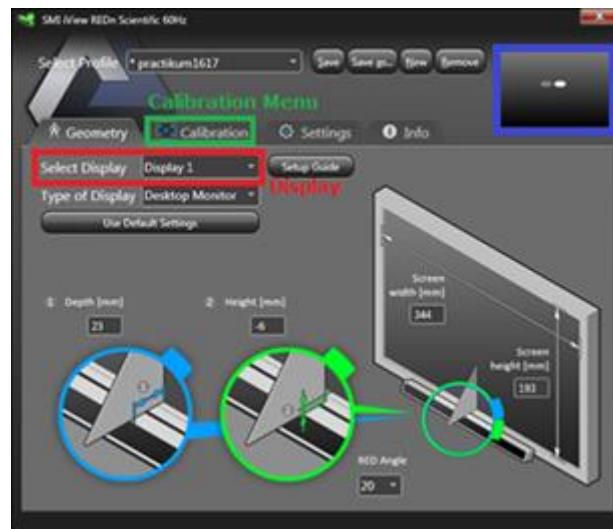 SMI iView REDn Scientific 60Hz
Select Profile * practikum1617 Save Save as... New Remove
Calibration Menu
Geometry Calibration Settings Info
Select Display Display 1 Setup Guide
Display
Type of Display Desktop Monitor
Use Default Settings
Screen width [mm]
344
1 Depth [mm] 2 Height [mm]
23 -6
Screen height [mm]
193
RED Angle
20